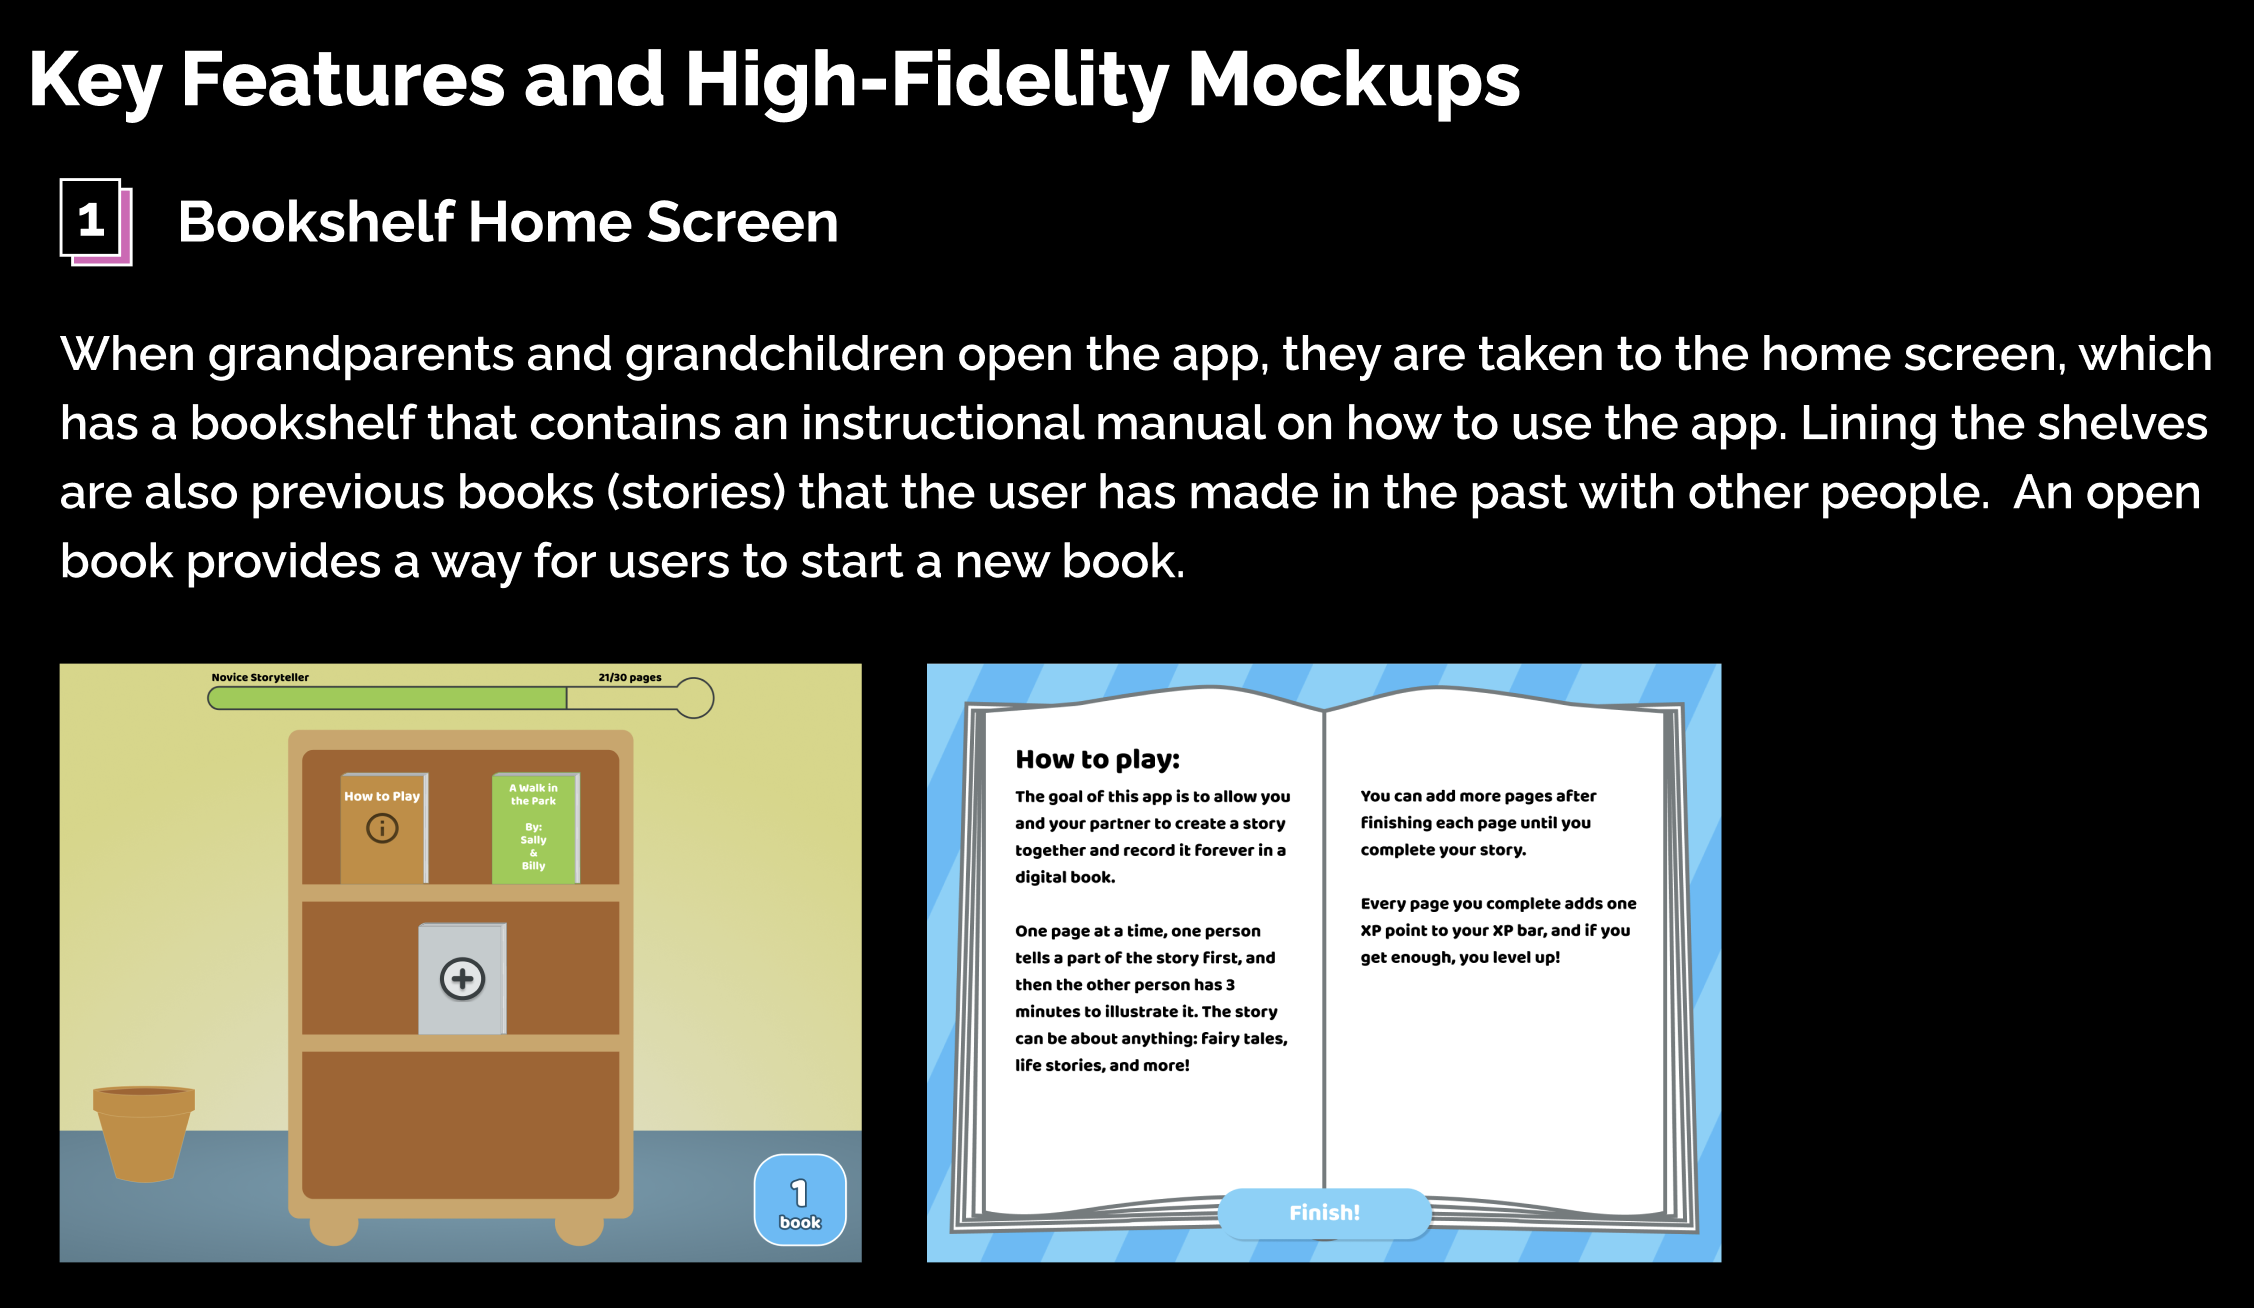 Key Features and High-Fidelity Mockups
1
Bookshelf Home Screen
When grandparents and grandchildren open the app, they are taken to the home screen, which
has a bookshelf that contains an instructional manual on how to use the app. Lining the shelves
are also previous books (stories) that the user has made in the past with other people.  An open
book provides a way for users to start a new book.
Novice Storyteller
21/30 pages
How to Play
i
A Walk in
the Park
By:
Sally
&
Billy
+
1
book
How to play:
The goal of this app is to allow you
and your partner to create a story
together and record it forever in a
digital book.
One page at a time, one person
tells a part of the story first, and
then the other person has 3
minutes to illustrate it. The story
can be about anything: fairy tales,
life stories, and more!
You can add more pages after
finishing each page until you
complete your story.
Every page you complete adds one
XP point to your XP bar, and if you
get enough, you level up!
Finish!